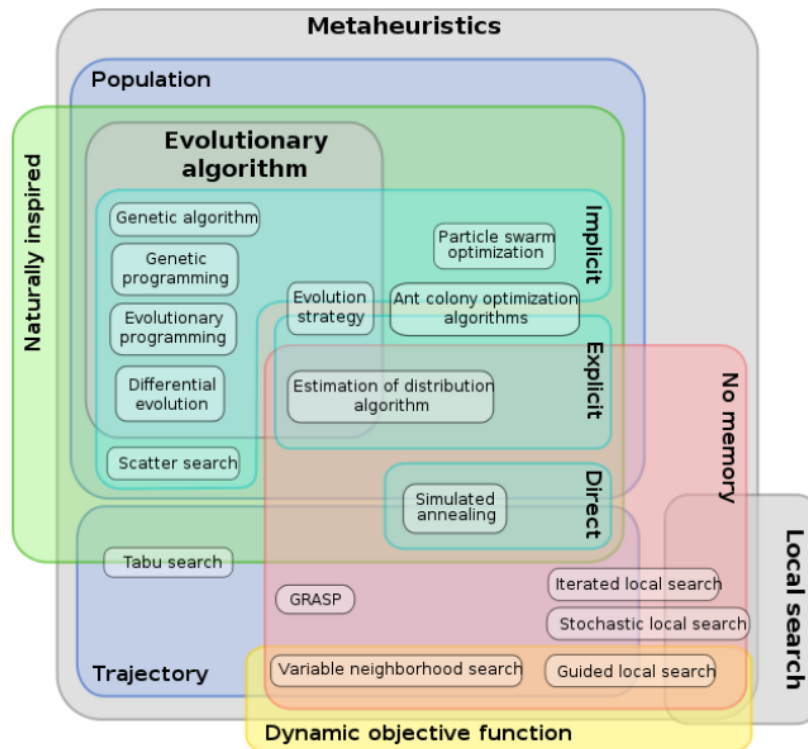 Metaheuristics
Population
Naturally inspired
Evolutionary
algorithm
Implicit
Genetic algorithm
Particle swarm
optimization
Genetic
programming
Evolution
strategy
Ant colony optimization
algorithms
Evolutionary
programming
Explicit
Differential
evolution
Estimation of distribution
algorithm
No memory
Scatter search
Direct
Simulated
annealing
Local search
Tabu search
GRASP
Iterated local search
Stochastic local search
Trajectory
Variable neighborhood search
Guided local search
Dynamic objective function